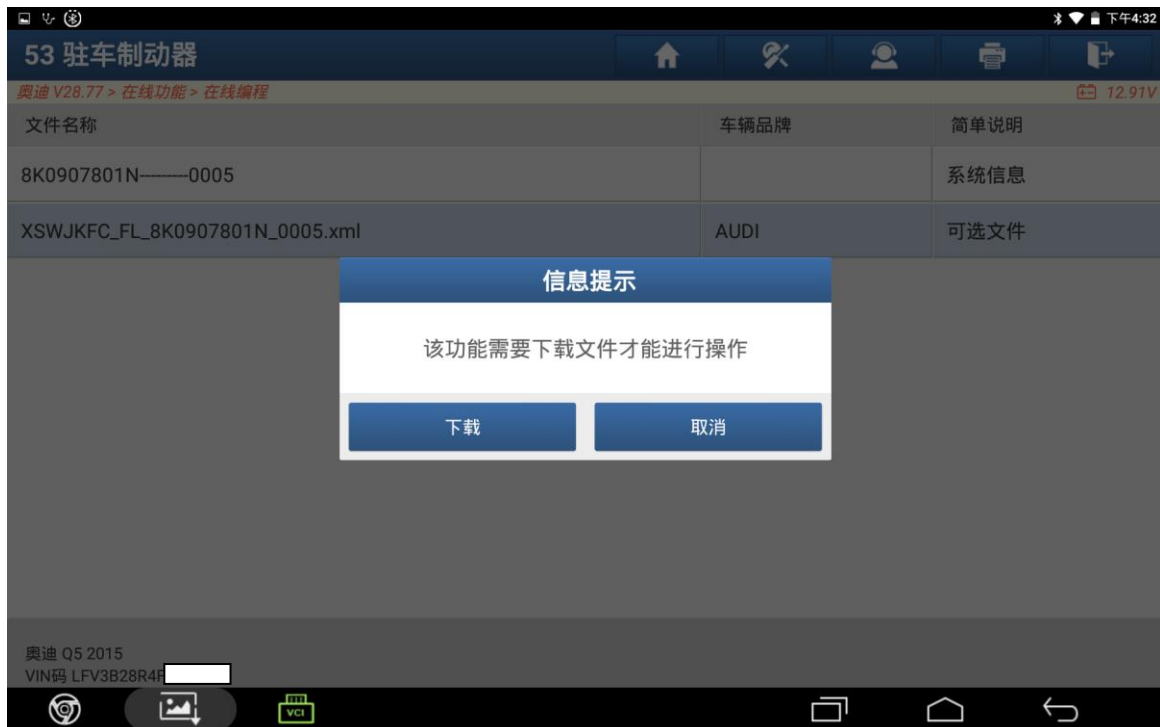 下午4:32
53 驻车制动器
奥迪 V28.77 > 在线功能 > 在线编程
12.91V
文件名称 车辆品牌 简单说明
8K0907801N---------0005 系统信息
XSWJKFC_FL_8K0907801N_0005.xml AUDI 可选文件
信息提示
该功能需要下载文件才能进行操作
下载 取消
奥迪 Q5 2015
VIN码 LFV3B28R4F
VCI